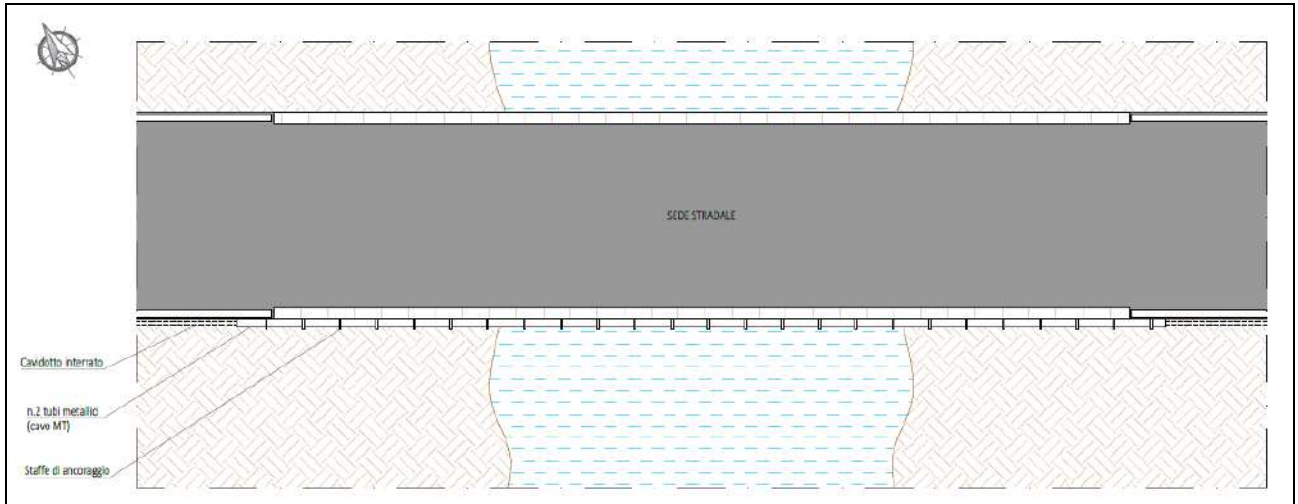 SEDE STRADALE
Cavidotto interrato
n.2 tubi metallici
(cavo MT)
Staffe di ancoraggio